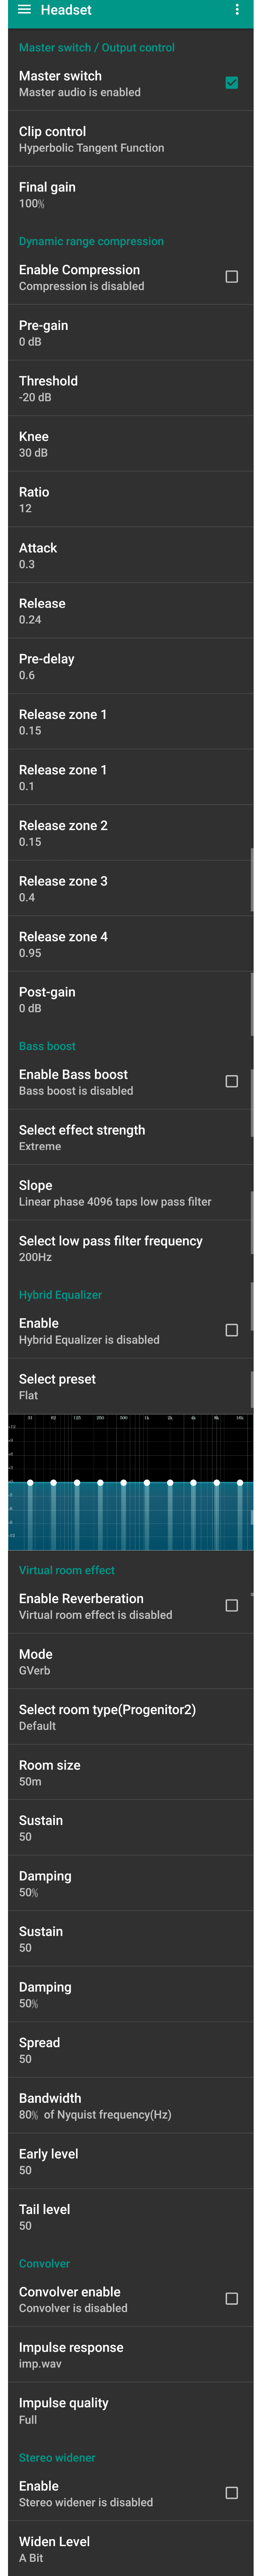 Headset
Master switch / Output control
Master switch
Master audio is enabled
Clip control
Hyperbolic Tangent Function
Final gain
100%
Dynamic range compression
Enable Compression
Compression is disabled
Pre-gain
0 dB
Threshold
-20 dB
Knee
30 dB
Ratio
12
Attack
0.3
Release
0.24
Pre-delay
0.6
Release zone 1
0.15
Release zone 1
0.1
Release zone 2
0.15
Release zone 3
0.4
Release zone 4
0.95
Post-gain
0 dB
Bass boost
Enable Bass boost
Bass boost is disabled
Select effect strength
Extreme
Slope
Linear phase 4096 taps low pass filter
Select low pass filter frequency
200Hz
Hybrid Equalizer
Enable
Hybrid Equalizer is disabled
Select preset
Flat
31 62 125 250 500 1k 2k 4k 8k 16k
Virtual room effect
Enable Reverberation
Virtual room effect is disabled
Mode
GVerb
Select room type(Progenitor2)
Default
Room size
50m
Sustain
50
Damping
50%
Sustain
50
Damping
50%
Spread
50
Bandwidth
80% of Nyquist frequency(Hz)
Early level
50
Tail level
50
Convolver
Convolver enable
Convolver is disabled
Impulse response
imp.wav
Impulse quality
Full
Stereo widener
Enable
Stereo widener is disabled
Widen Level
A Bit